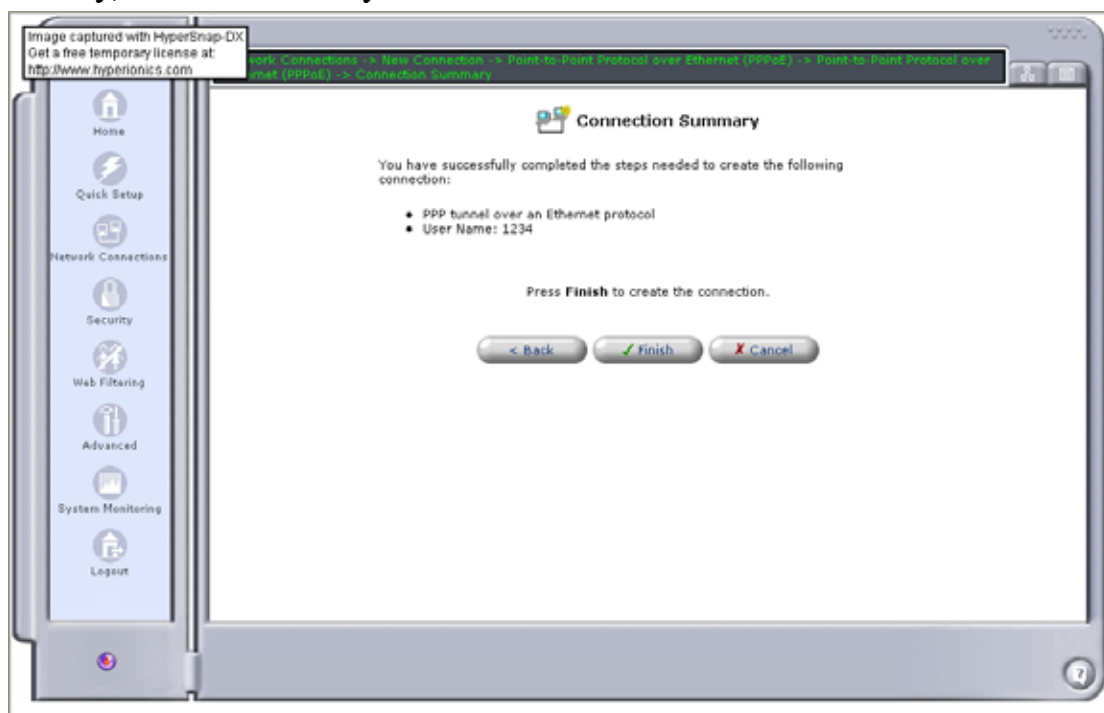 Image captured with HyperSnap-DX
Get a free temporary license at:
http://www.hyperionics.com
work Connections -> New Connection -> Point-to-Point Protocol over Ethernet (PPPoE) -> Point-to-Point Protocol over
ernet (PPPoE) -> Connection Summary
Connection Summary
You have successfully completed the steps needed to create the following
connection:
• PPP tunnel over an Ethernet protocol
• User Name: 1234
Press Finish to create the connection.
< Back
Finish
Cancel
Home
Quick Setup
Network Connections
Security
Web Filtering
Advanced
System Monitoring
Logout
?